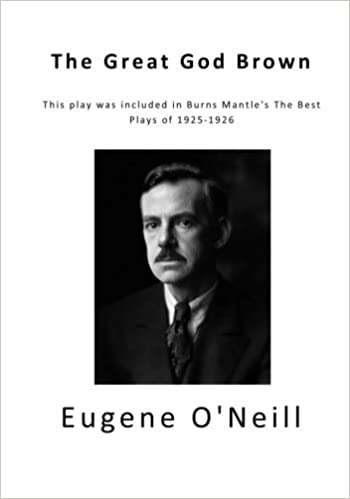 The Great God Brown
This play was included in Burns Mantle's The Best
Plays of 1925-1926
Eugene O'Neill